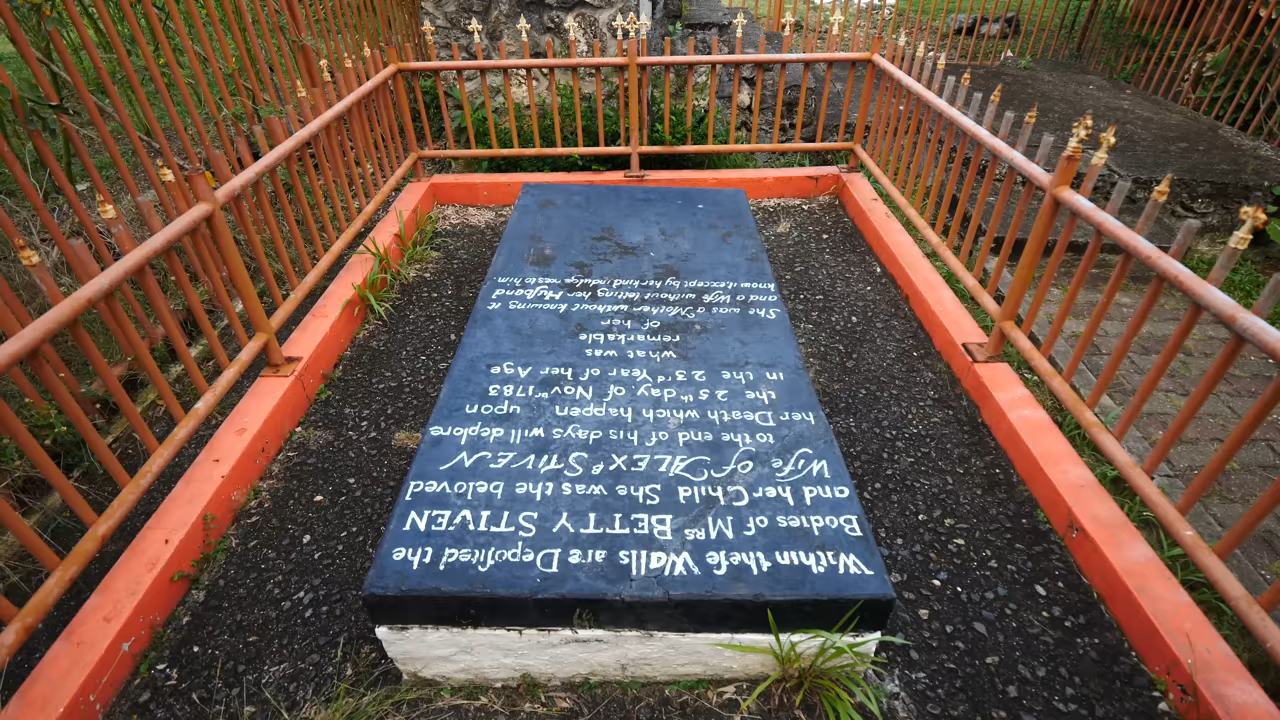 Within theſe Walls are Depoſited the
Bodies of Mrs BETTY STIVEN
and her Child She was the beloved
Wife of ALEXr STIVEN
to the end of his days will deplore
her Death which happen upon
the 25th day. of Novbr 1783
in the 23rd Year of her Age
what was
remarkable
of her
She was a Mother without knowing it
and a Wife without leting her Huſband
know it, except by her kind indulgences to him.